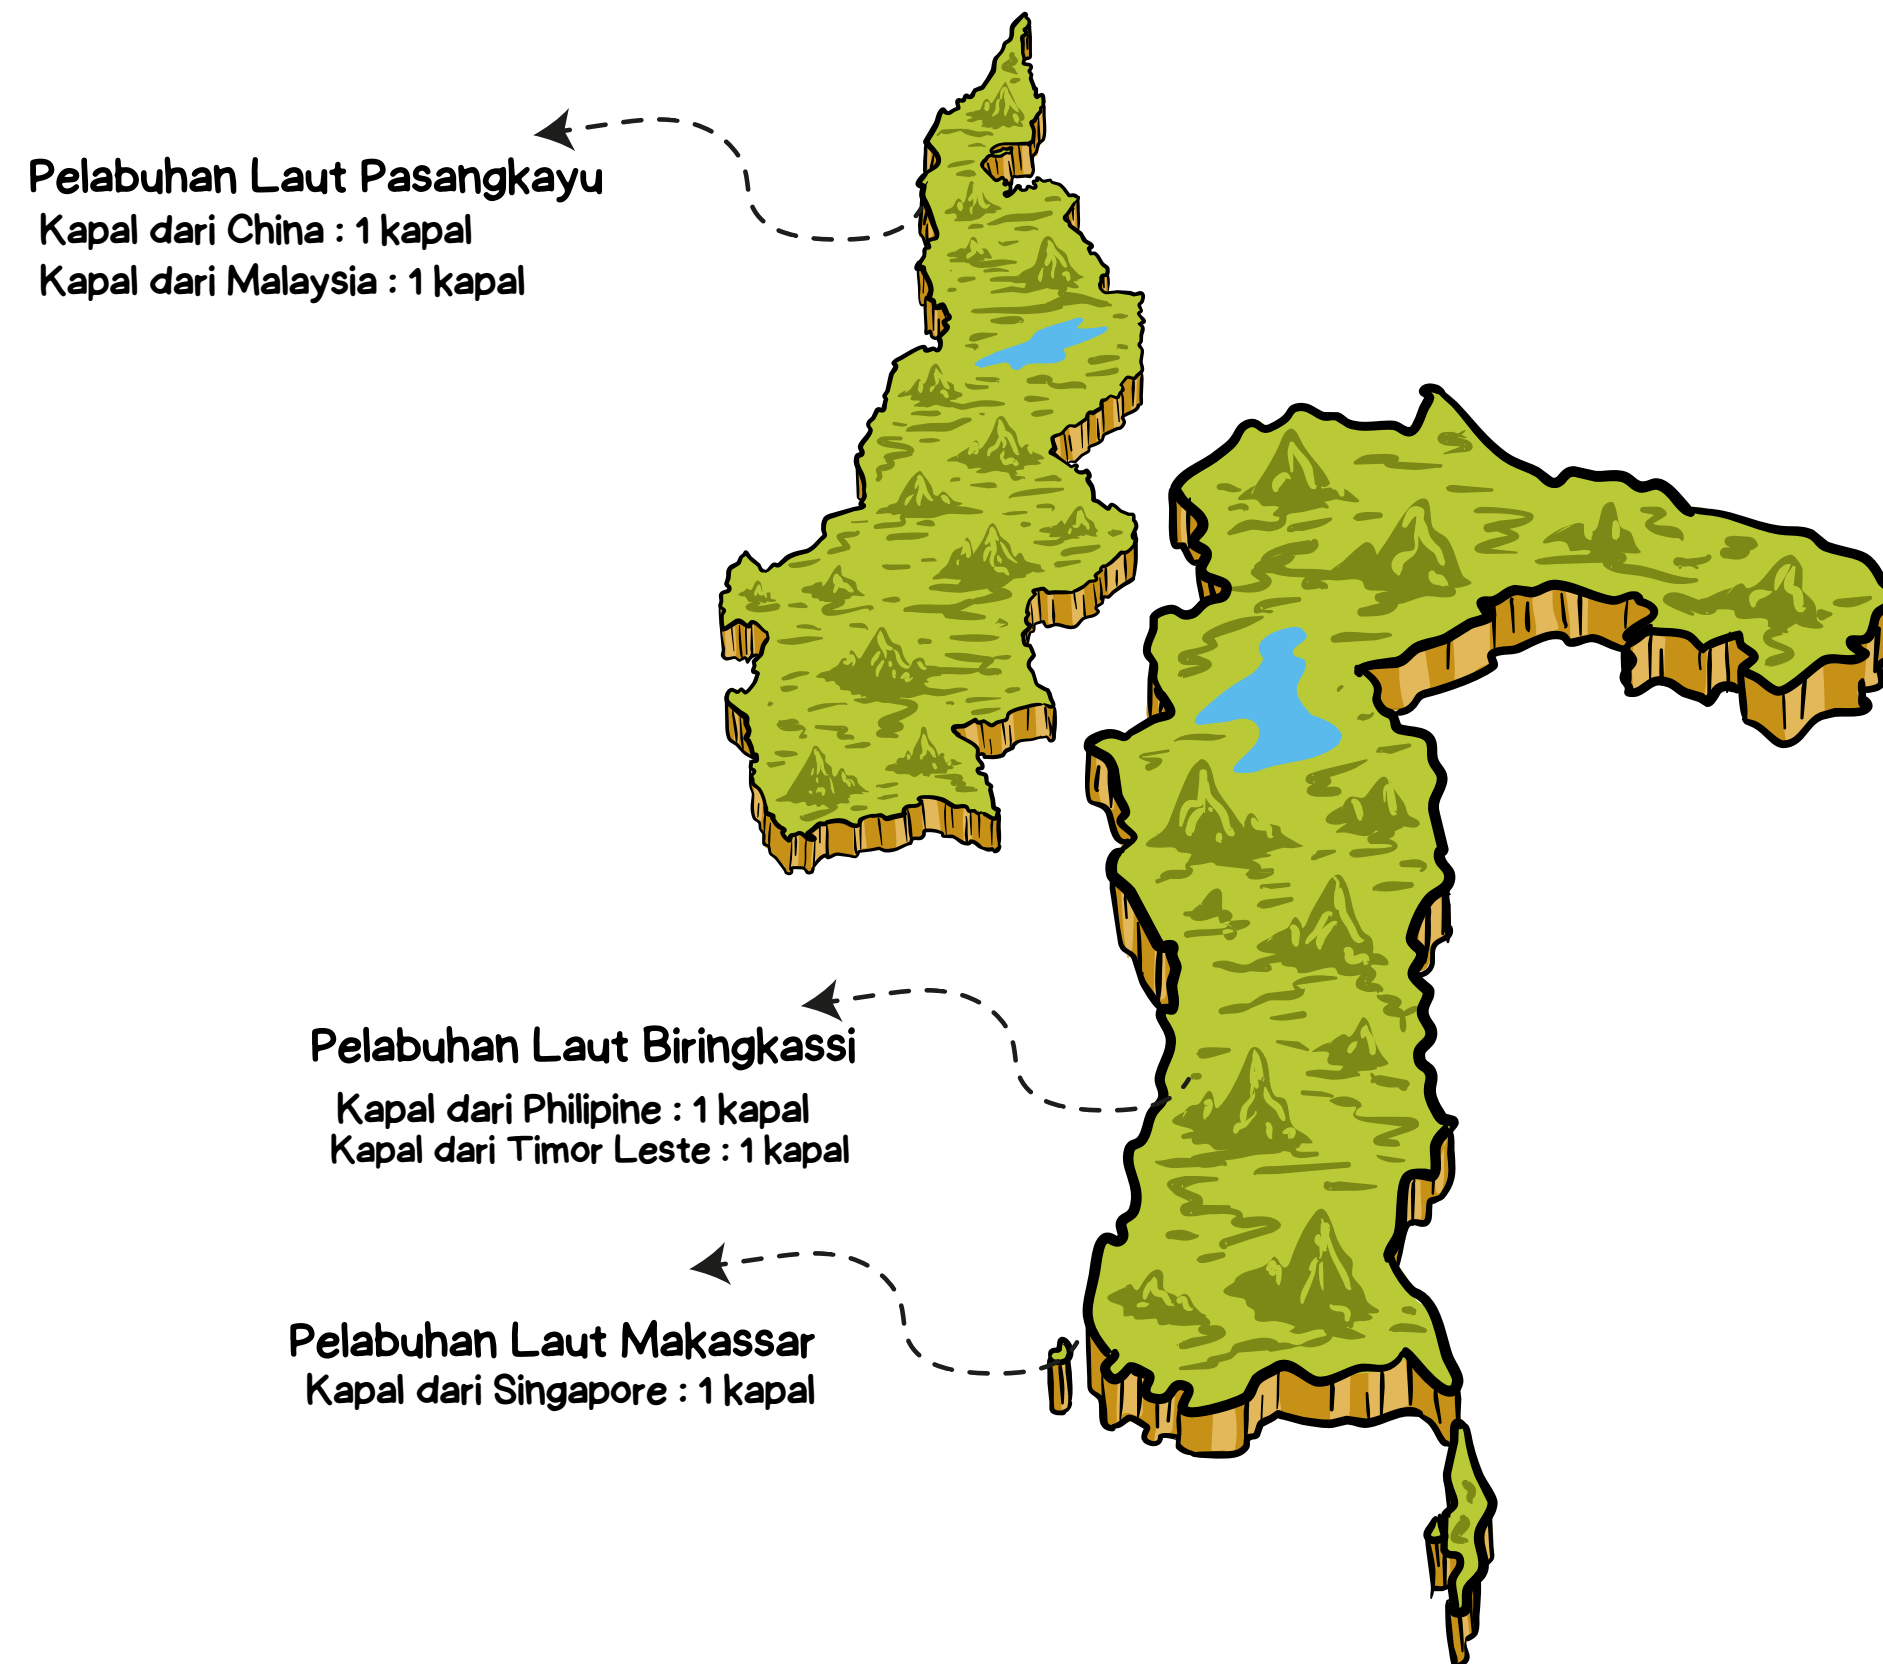 Pelabuhan Laut Pasangkayu
Kapal dari China : 1 kapal
Kapal dari Malaysia : 1 kapal
Pelabuhan Laut Biringkassi
Kapal dari Philipine : 1 kapal
Kapal dari Timor Leste : 1 kapal
Pelabuhan Laut Makassar
Kapal dari Singapore : 1 kapal